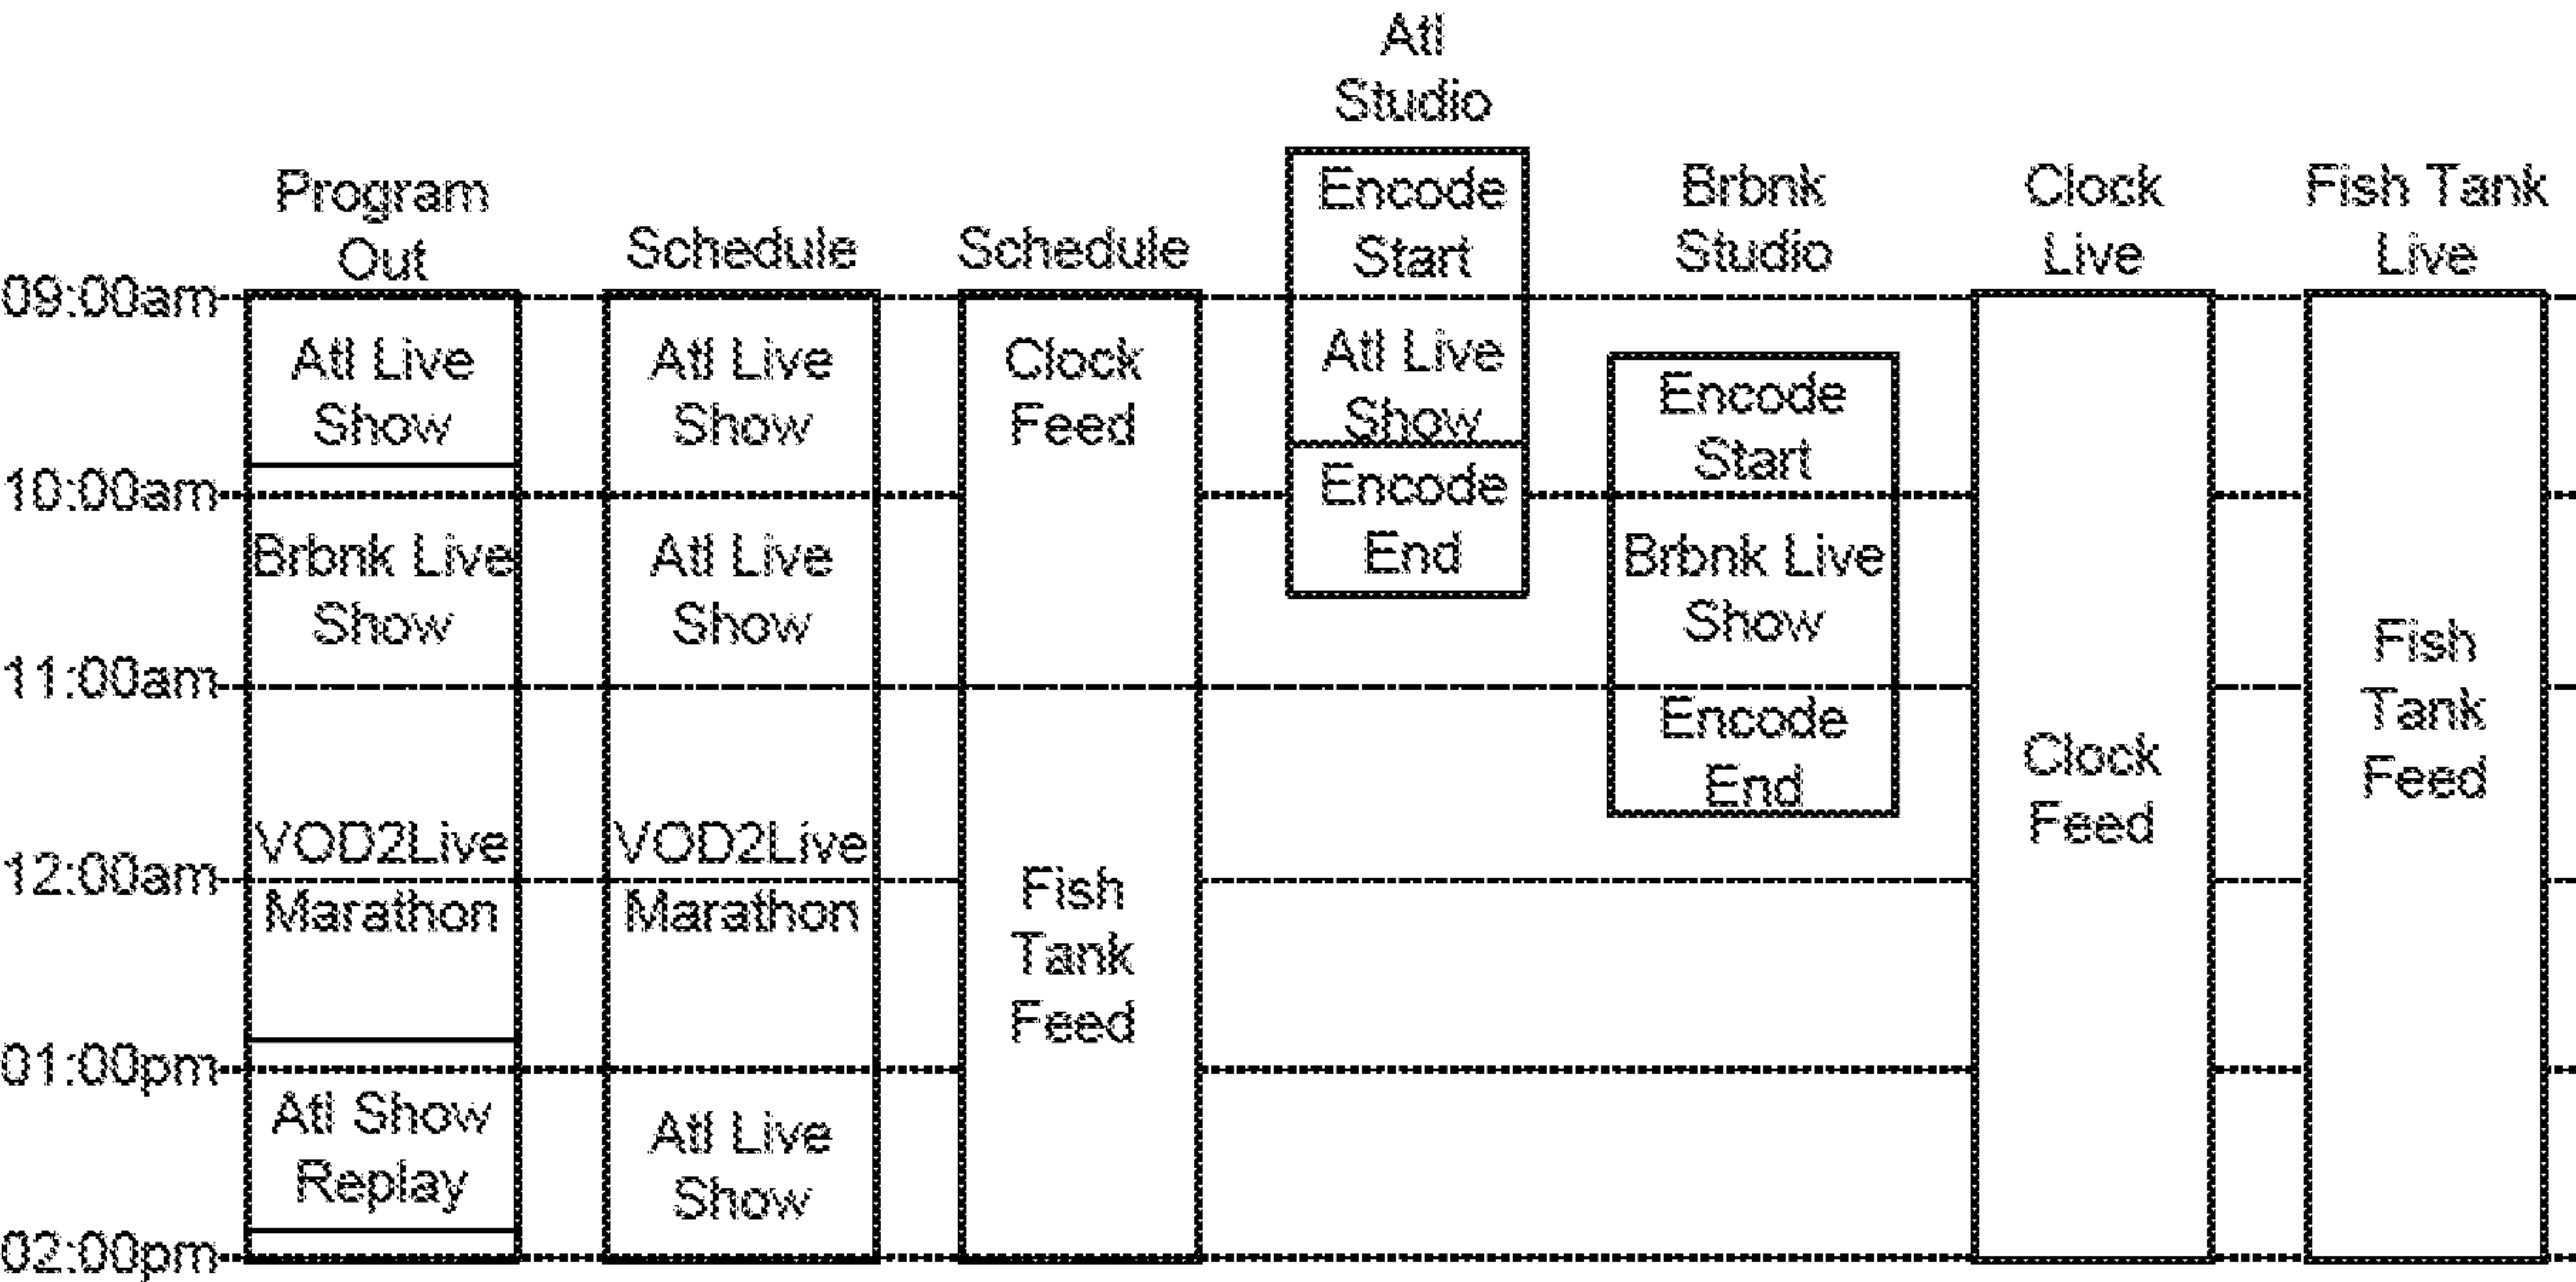 Atl
Studio
Program
Out
Schedule
Schedule
Encode
Start
Brbnk
Studio
Clock
Live
Fish Tank
Live
09:00am
Atl Live
Show
Atl Live
Show
Clock
Feed
Atl Live
Show
Encode
Start
10:00am
Encode
End
Brbnk Live
Show
Atl Live
Show
Brbnk Live
Show
11:00am
Encode
End
Fish
Tank
Feed
Clock
Feed
VOD2Live
Marathon
VOD2Live
Marathon
12:00am
Fish
Tank
Feed
01:00pm
Atl Show
Replay
Atl Live
Show
02:00pm